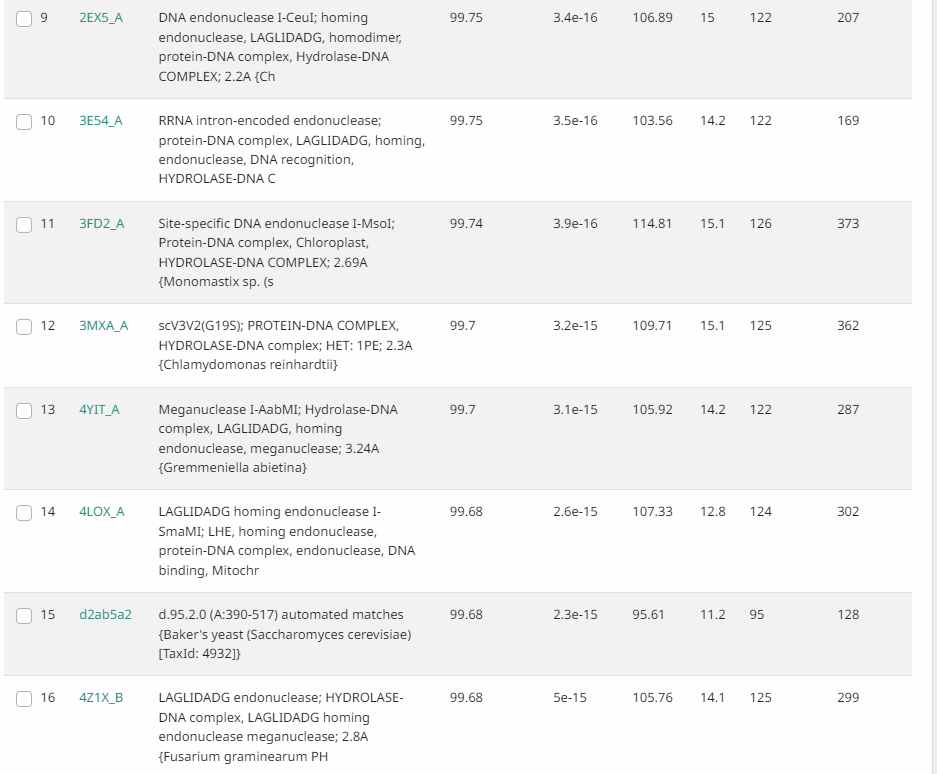 9 2EX5_A DNA endonuclease I-CeuI; homing 99.75 3.4e-16 106.89 15 122 207
endonuclease, LAGLIDADG, homodimer,
protein-DNA complex, Hydrolase-DNA
COMPLEX; 2.2A {Ch
10 3E54_A RRNA intron-encoded endonuclease; 99.75 3.5e-16 103.56 14.2 122 169
protein-DNA complex, LAGLIDADG, homing,
endonuclease, DNA recognition,
HYDROLASE-DNA C
11 3FD2_A Site-specific DNA endonuclease I-MsoI; 99.74 3.9e-16 114.81 15.1 126 373
Protein-DNA complex, Chloroplast,
HYDROLASE-DNA COMPLEX; 2.69A
{Monomastix sp. (s
12 3MXA_A scV3V2(G19S); PROTEIN-DNA COMPLEX, 99.7 3.2e-15 109.71 15.1 125 362
HYDROLASE-DNA complex; HET: 1PE; 2.3A
{Chlamydomonas reinhardtii}
13 4YIT_A Meganuclease I-AabMI; Hydrolase-DNA 99.7 3.1e-15 105.92 14.2 122 287
complex, LAGLIDADG, homing
endonuclease, meganuclease; 3.24A
{Gremmeniella abietina}
14 4LOX_A LAGLIDADG homing endonuclease I- 99.68 2.6e-15 107.33 12.8 124 302
SmaMI; LHE, homing endonuclease,
protein-DNA complex, endonuclease, DNA
binding, Mitochr
15 d2ab5a2 d.95.2.0 (A:390-517) automated matches 99.68 2.3e-15 95.61 11.2 95 128
{Baker's yeast (Saccharomyces cerevisiae)
[TaxId: 4932]}
16 4Z1X_B LAGLIDADG endonuclease; HYDROLASE- 99.68 5e-15 105.76 14.1 125 299
DNA complex, LAGLIDADG homing
endonuclease meganuclease; 2.8A
{Fusarium graminearum PH